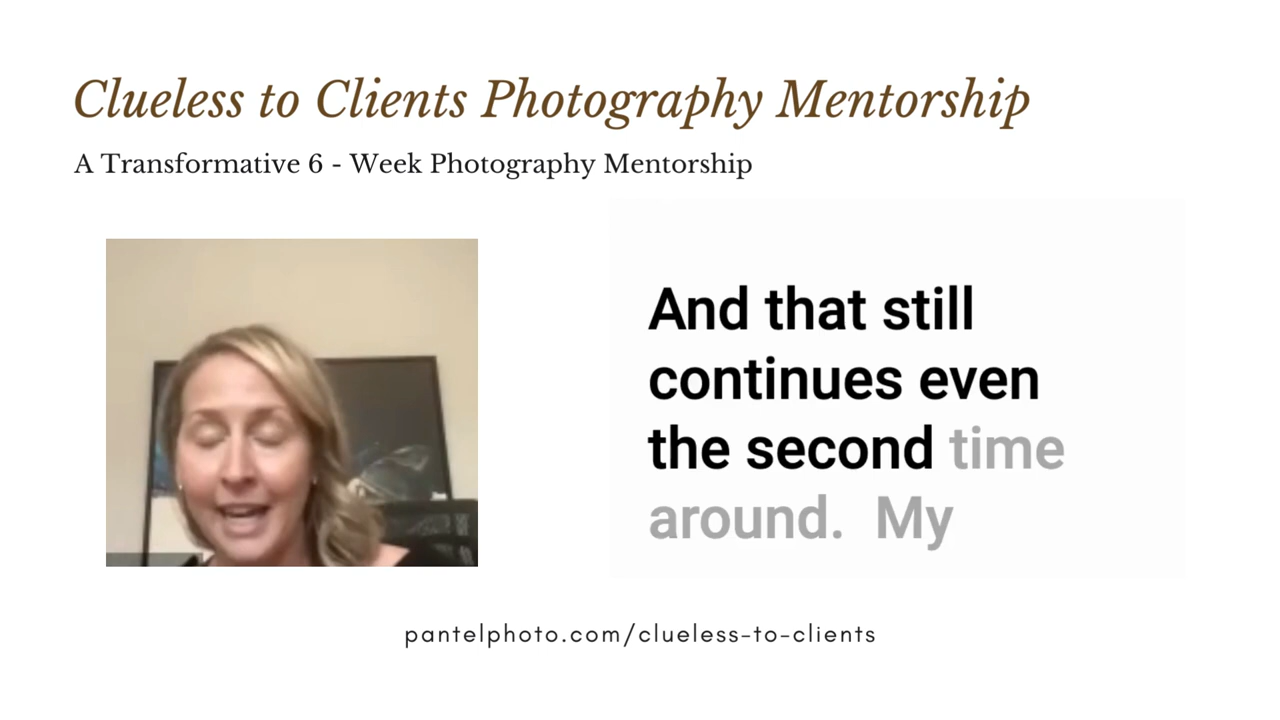 Clueless to Clients Photography Mentorship
A Transformative 6 - Week Photography Mentorship
And that still
continues even
the second time
around. My
pantelphoto.com/clueless-to-clients